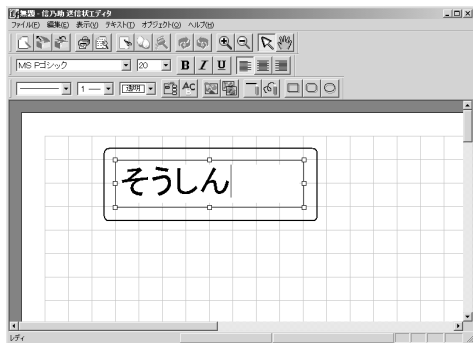 無題 - 信乃助 送信状エディタ
ファイル(F) 編集(E) 表示(V) テキスト(T) オブジェクト(O) ヘルプ(H)
MS Pゴシック 20 B I U
1 透明 AC
そうしん
レディ